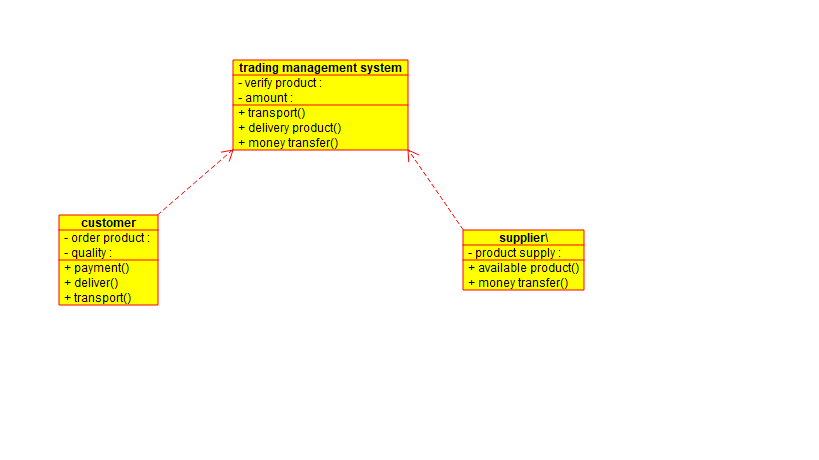 trading management system
- verify product :
- amount :
+ transport()
+ delivery product()
+ money transfer()
customer
- order product :
- quality :
+ payment()
+ deliver()
+ transport()
supplier\
- product supply :
+ available product()
+ money transfer()